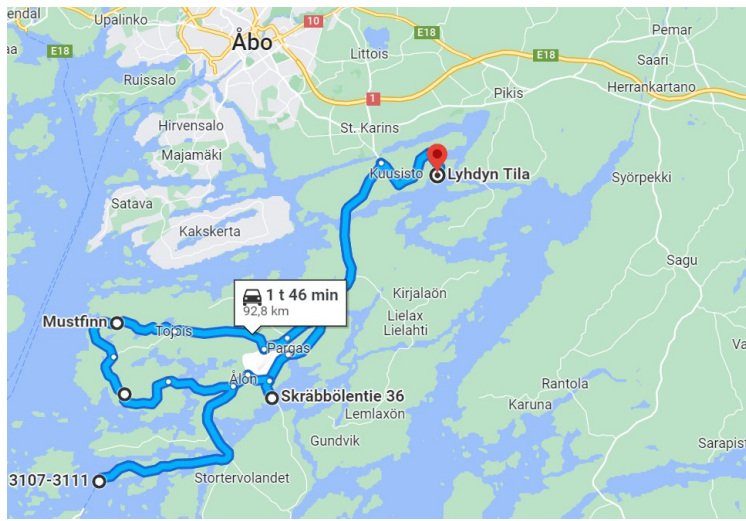 endal
Upalinko
10
Åbo
E18
Pemar
aa
E18
Littois
E18
Saari
Ruissalo
1
Pikis
Herrankartano
Hirvensalo
St. Karins
Majamäki
Kuusisto
Lyhdyn Tila
Syörpekki
Satava
Kakskerta
Sagu
1 t 46 min
92,8 km
Kirjalaön
Mustfinn
Topis
Lielax
Lielahti
Pargas
Va
Ålön
Skräbbölentie 36
Rantola
Karuna
Lemlaxön
Gundvik
Sarapist
3107-3111
Stortervolandet